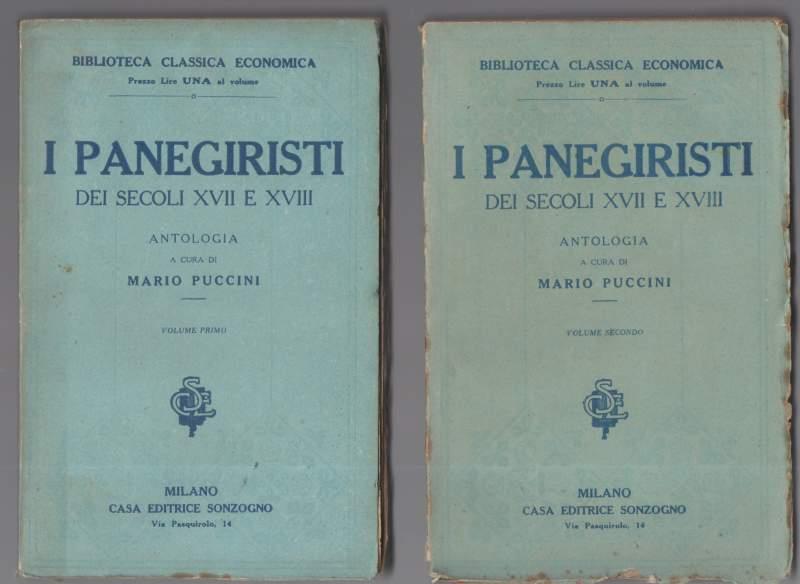 BIBLIOTECA CLASSICA ECONOMICA
Prezzo Lire UNA al volume
I PANEGIRISTI
DEI SECOLI XVII E XVIII
ANTOLOGIA
A CURA DI
MARIO PUCCINI
VOLUME PRIMO
MILANO
CASA EDITRICE SONZOGNO
Via Pasquirolo, 14
BIBLIOTECA CLASSICA ECONOMICA
Prezzo Lire UNA al volume
I PANEGIRISTI
DEI SECOLI XVII E XVIII
ANTOLOGIA
A CURA DI
MARIO PUCCINI
VOLUME SECONDO
MILANO
CASA EDITRICE SONZOGNO
Via Pasquirolo, 14